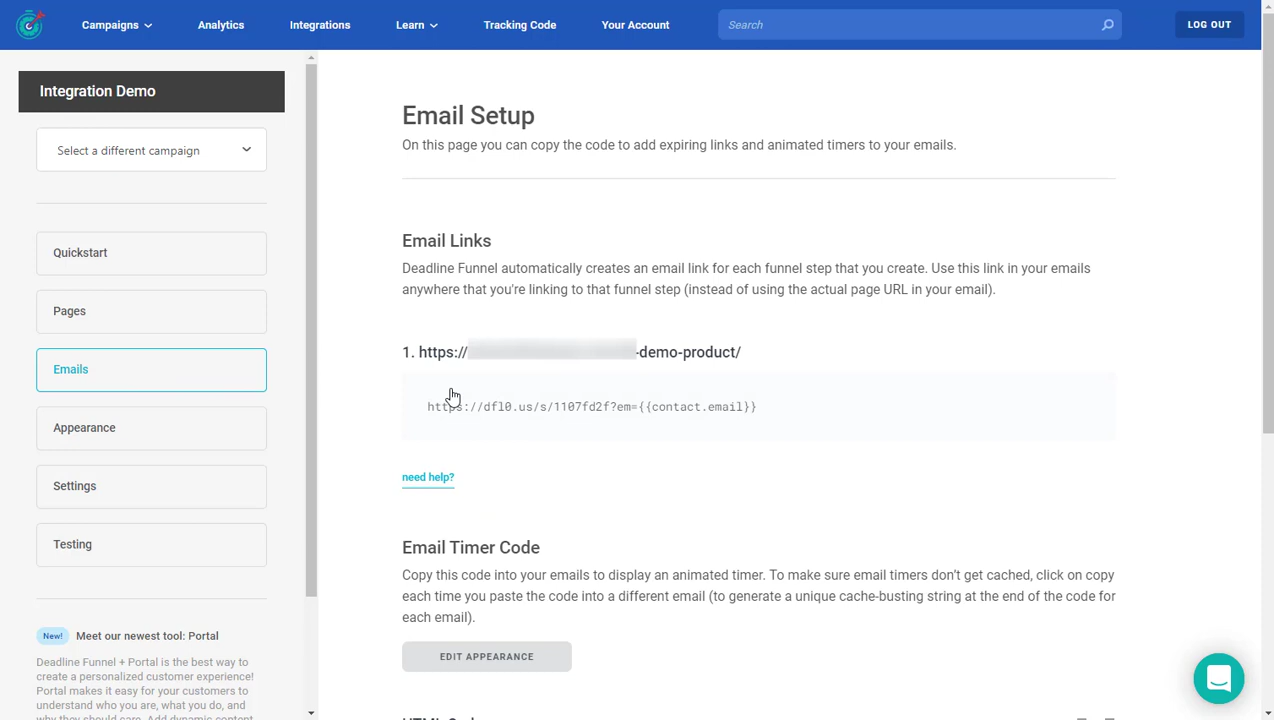 Campaigns
Analytics
Integrations
Learn
Tracking Code
Your Account
Search
LOG OUT
Integration Demo
Select a different campaign
Quickstart
Pages
Emails
Appearance
Settings
Testing
New! Meet our newest tool: Portal
Deadline Funnel + Portal is the best way to
create a personalized customer experience!
Portal makes it easy for your customers to
understand who you are, what you do, and
why they should care. Add dynamic content
Email Setup
On this page you can copy the code to add expiring links and animated timers to your emails.
Email Links
Deadline Funnel automatically creates an email link for each funnel step that you create. Use this link in your emails
anywhere that you're linking to that funnel step (instead of using the actual page URL in your email).
1. https:// -demo-product/
https://dfl0.us/s/1107fd2f?em={{contact.email}}
need help?
Email Timer Code
Copy this code into your emails to display an animated timer. To make sure email timers don't get cached, click on copy
each time you paste the code into a different email (to generate a unique cache-busting string at the end of the code for
each email).
EDIT APPEARANCE
HTML Code